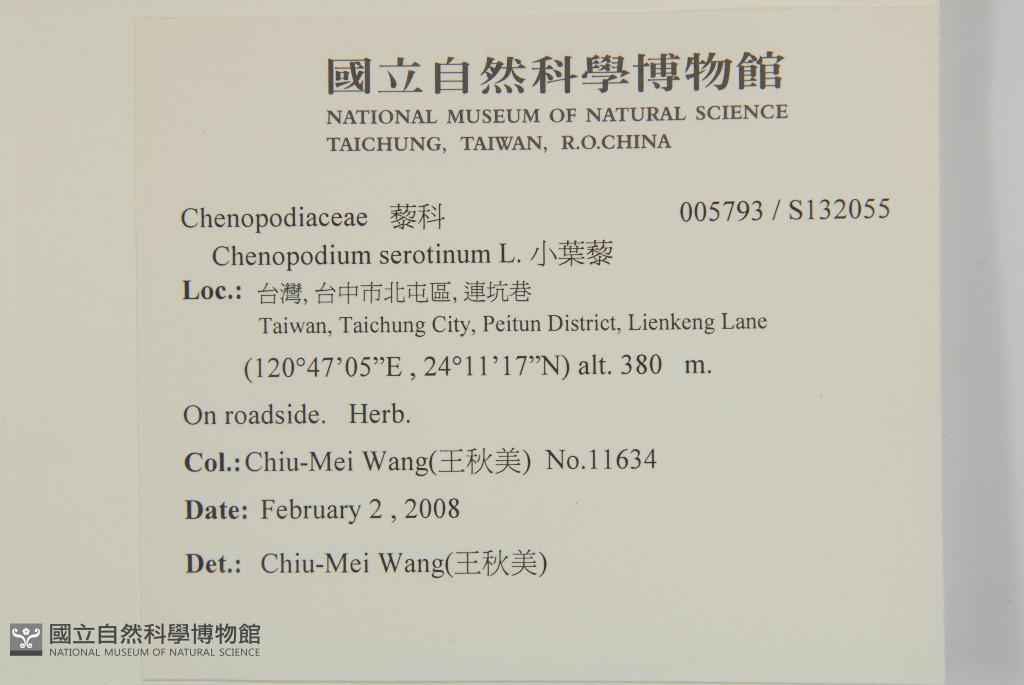 國立自然科學博物館
NATIONAL MUSEUM OF NATURAL SCIENCE
TAICHUNG, TAIWAN, R.O.CHINA
Chenopodiaceae 藜科 005793 / S132055
Chenopodium serotinum L. 小葉藜
Loc.: 台灣, 台中市北屯區, 連坑巷
Taiwan, Taichung City, Peitun District, Lienkeng Lane
(120°47’05”E , 24°11’17”N) alt. 380 m.
On roadside. Herb.
Col.: Chiu-Mei Wang(王秋美) No.11634
Date: February 2 , 2008
Det.: Chiu-Mei Wang(王秋美)
國立自然科學博物館
NATIONAL MUSEUM OF NATURAL SCIENCE